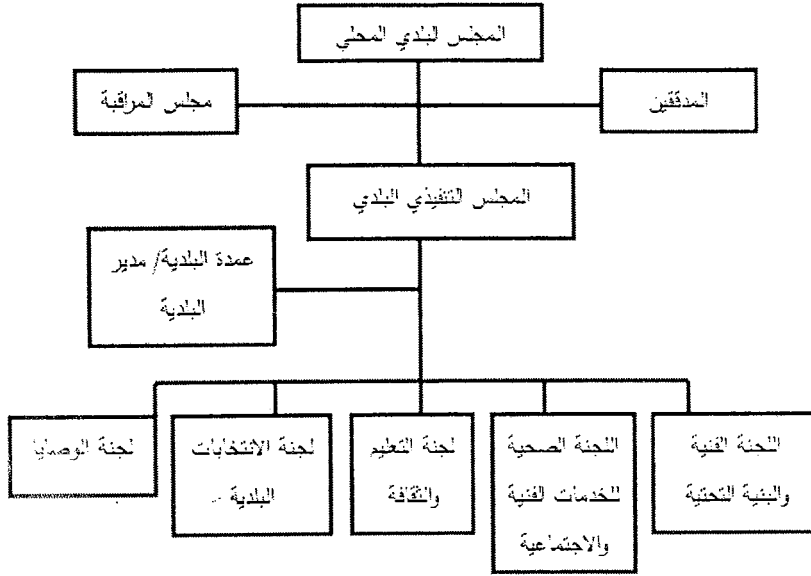 المجلس البلدي المحلي
المدققين
مجلس المراقبة
المجلس التنفيذي البلدي
عمدة البلدية/ مدير
البلدية
اللجنة الفنية
والبنية التحتية
اللجنة الصحية
للخدمات الفنية
والاجتماعية
لجنة التعليم
والثقافة
لجنة الانتخابات
البلدية -
لجنة الوصايا